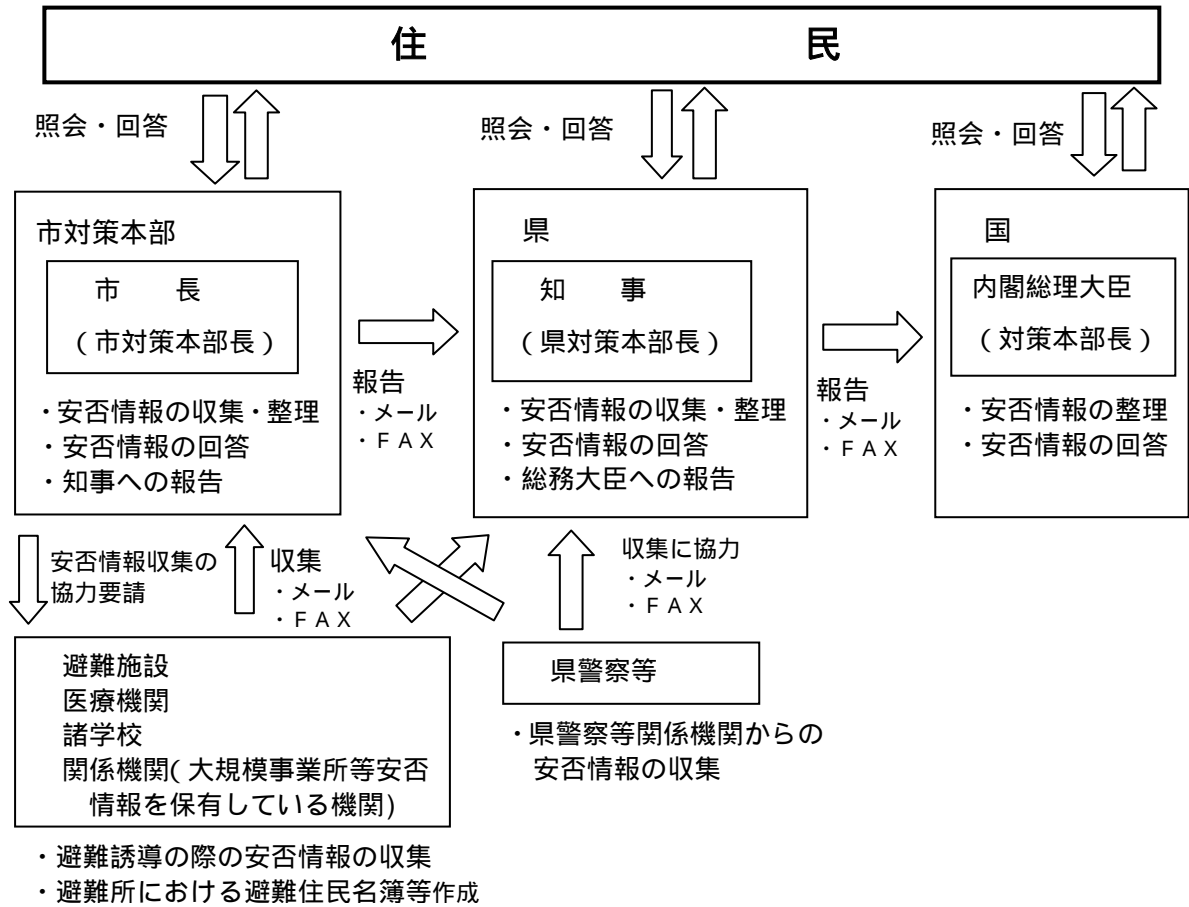 住　　　民
照会・回答
照会・回答
照会・回答
市対策本部
市　長
（市対策本部長）
・安否情報の収集・整理
・安否情報の回答
・知事への報告
報告
・メール
・ＦＡＸ
県
知　事
（県対策本部長）
・安否情報の収集・整理
・安否情報の回答
・総務大臣への報告
報告
・メール
・ＦＡＸ
国
内閣総理大臣
（対策本部長）
・安否情報の整理
・安否情報の回答
安否情報収集の
協力要請
収集
・メール
・ＦＡＸ
収集に協力
・メール
・ＦＡＸ
避難施設
医療機関
諸学校
関係機関(大規模事業所等安否
情報を保有している機関)
・避難誘導の際の安否情報の収集
・避難所における避難住民名簿等作成
県警察等
・県警察等関係機関からの
安否情報の収集